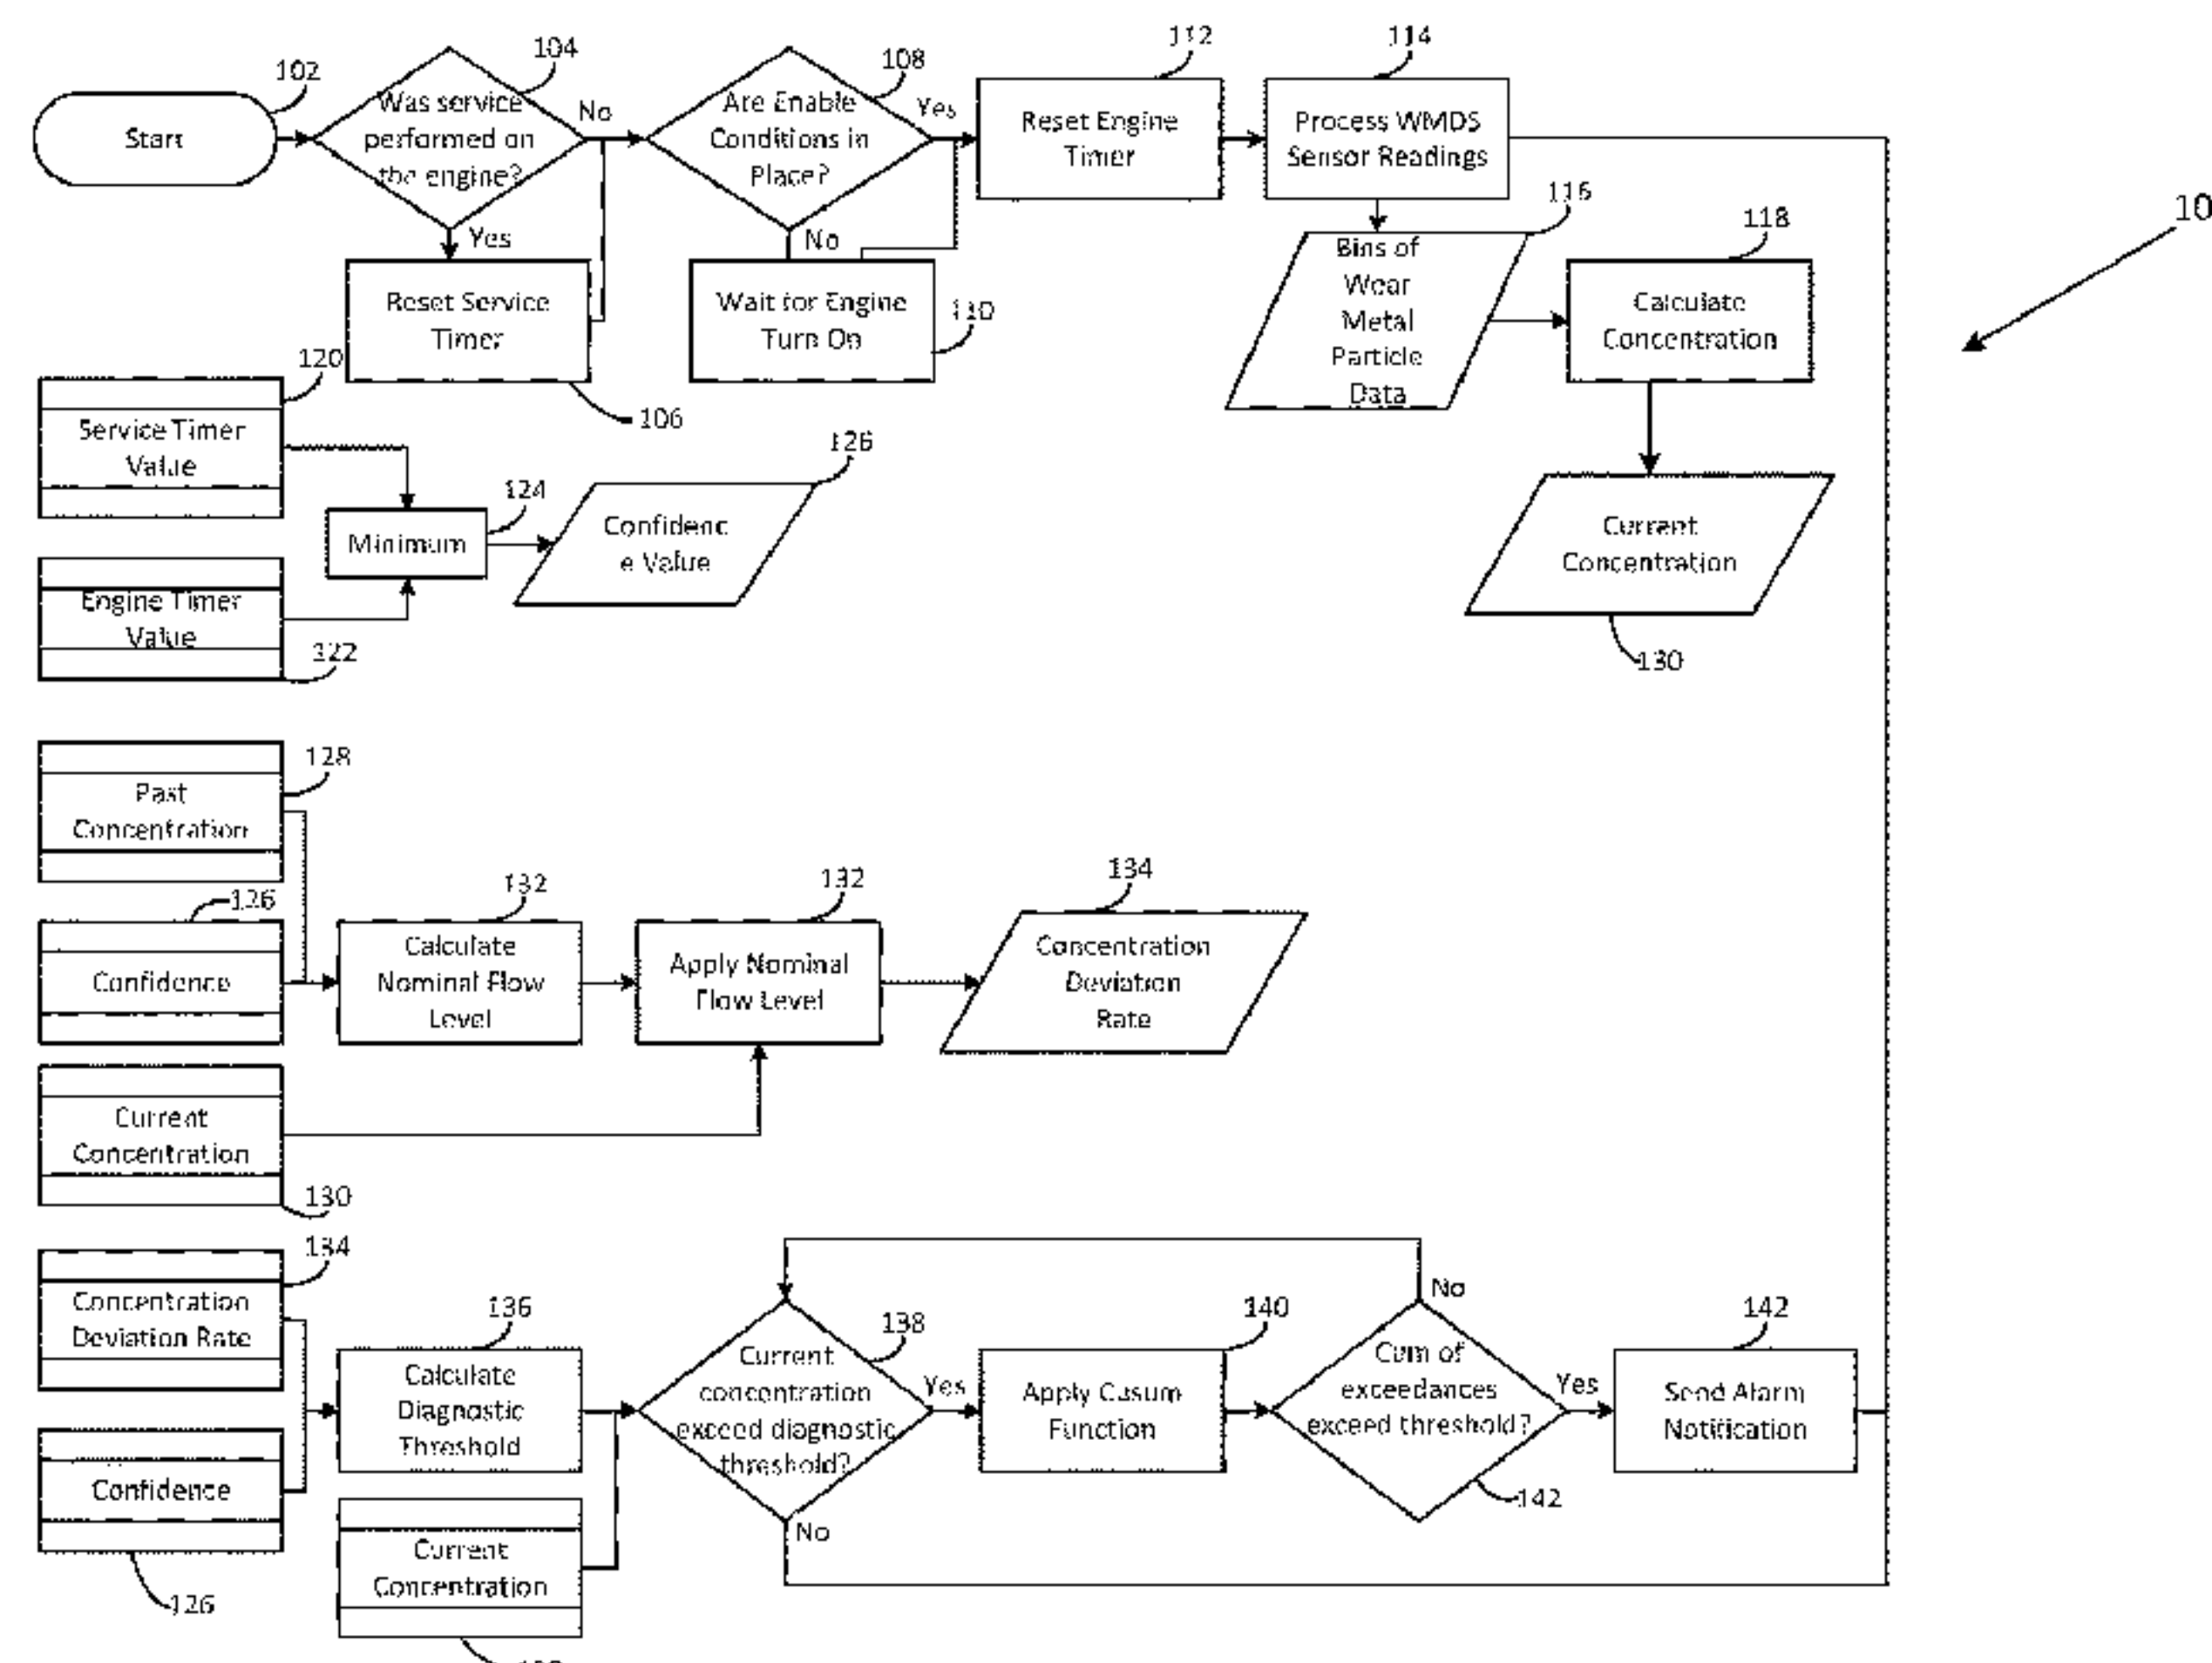 102
Start
104
Was service
performed on
the engine?
No
Yes
108
Are Enable
Conditions in
Place?
Yes
No
112
Reset Engine
Timer
114
Process WMDS
Sensor Readings
10
Reset Service
Timer
106
Wait for Engine
Turn On
110
116
Bins of
Wear
Metal
Particle
Data
118
Calculate
Concentration
120
Service Timer
Value
124
Minimum
126
Confidenc
e Value
Current
Concentration
130
Engine Timer
Value
122
128
Past
Concentration
126
Confidence
132
Calculate
Nominal Flow
Level
132
Apply Nominal
Flow Level
134
Concentration
Deviation
Rate
Current
Concentration
130
134
Concentration
Deviation Rate
136
Calculate
Diagnostic
Threshold
138
Current
concentration
exceed diagnostic
threshold?
Yes
No
140
Apply Cusum
Function
Cum of
exceedances
exceed threshold?
No
Yes
142
142
Send Alarm
Notification
Confidence
126
Current
Concentration